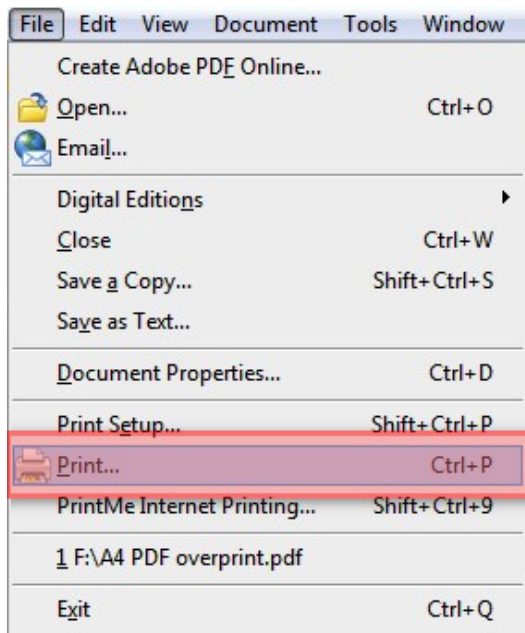 File Edit View Document Tools Window
Create Adobe PDF Online...
Open... Ctrl+O
Email...
Digital Editions
Close Ctrl+W
Save a Copy... Shift+Ctrl+S
Save as Text...
Document Properties... Ctrl+D
Print Setup... Shift+Ctrl+P
Print... Ctrl+P
PrintMe Internet Printing... Shift+Ctrl+9
1 F:\A4 PDF overprint.pdf
Exit Ctrl+Q